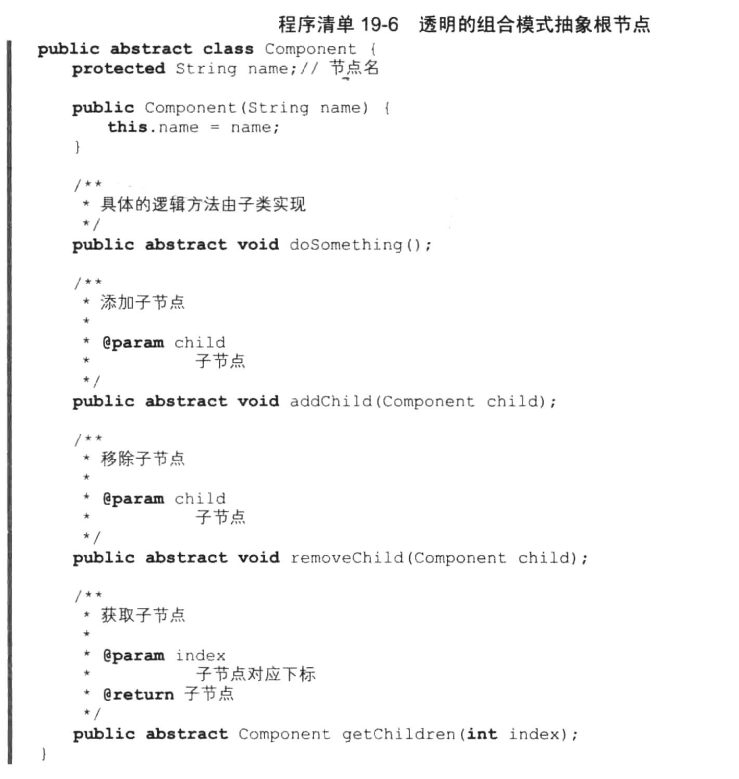 程序清单 19-6 透明的组合模式抽象根节点
public abstract class Component {
protected String name;// 节点名
public Component(String name) {
this.name = name;
}
/**
* 具体的逻辑方法由子类实现
*/
public abstract void doSomething();
/**
* 添加子节点
*
* @param child
* 子节点
*/
public abstract void addChild(Component child);
/**
* 移除子节点
*
* @param child
* 子节点
*/
public abstract void removeChild(Component child);
/**
* 获取子节点
*
* @param index
* 子节点对应下标
* @return 子节点
*/
public abstract Component getChildren(int index);
}